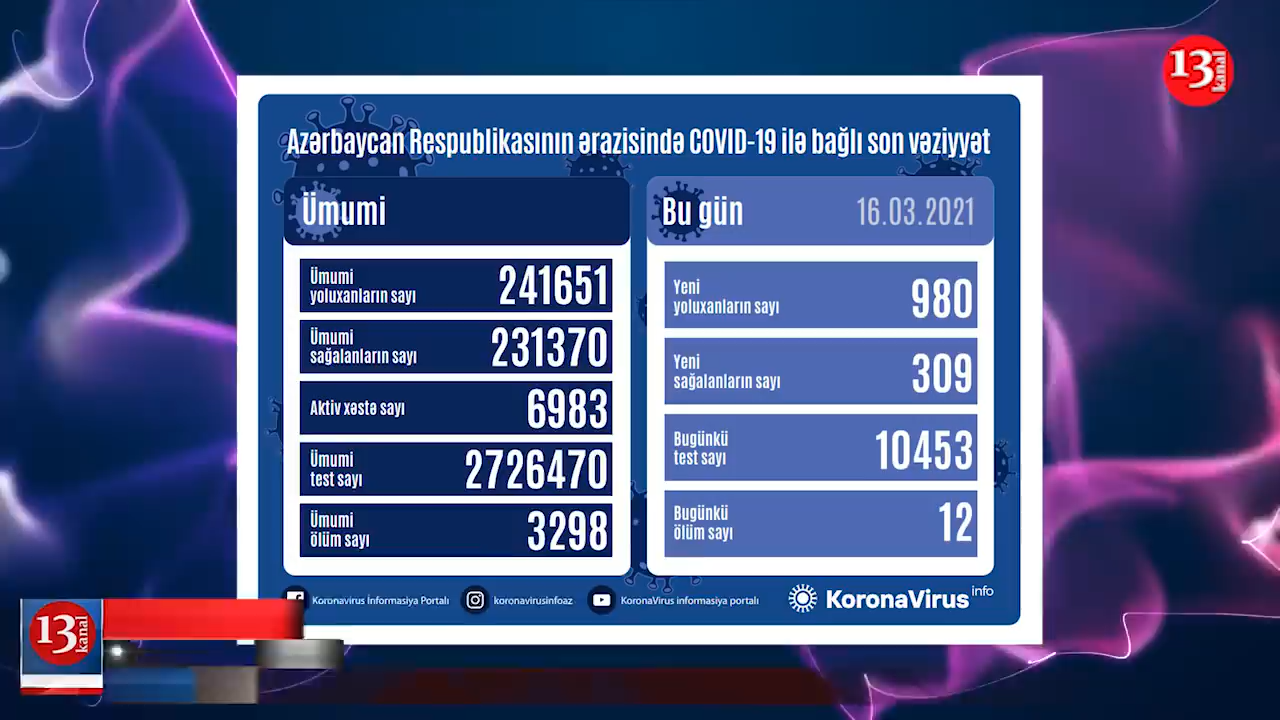 13 kanal
Azərbaycan Respublikasının ərazisində COVID-19 ilə bağlı son vəziyyət
Ümumi
Ümumi
yoluxanların sayı
241651
Ümumi
sağalanların sayı
231370
Aktiv xəstə sayı
6983
Ümumi
test sayı
2726470
Ümumi
ölüm sayı
3298
Bu gün
16.03.2021
Yeni
yoluxanların sayı
980
Yeni
sağalanların sayı
309
Bugünkü
test sayı
10453
Bugünkü
ölüm sayı
12
Koronavirus İnformasiya Portalı
koronavirusinfoaz
KoronaVirus informasiya portalı
KoronaVirus info
13 kanal